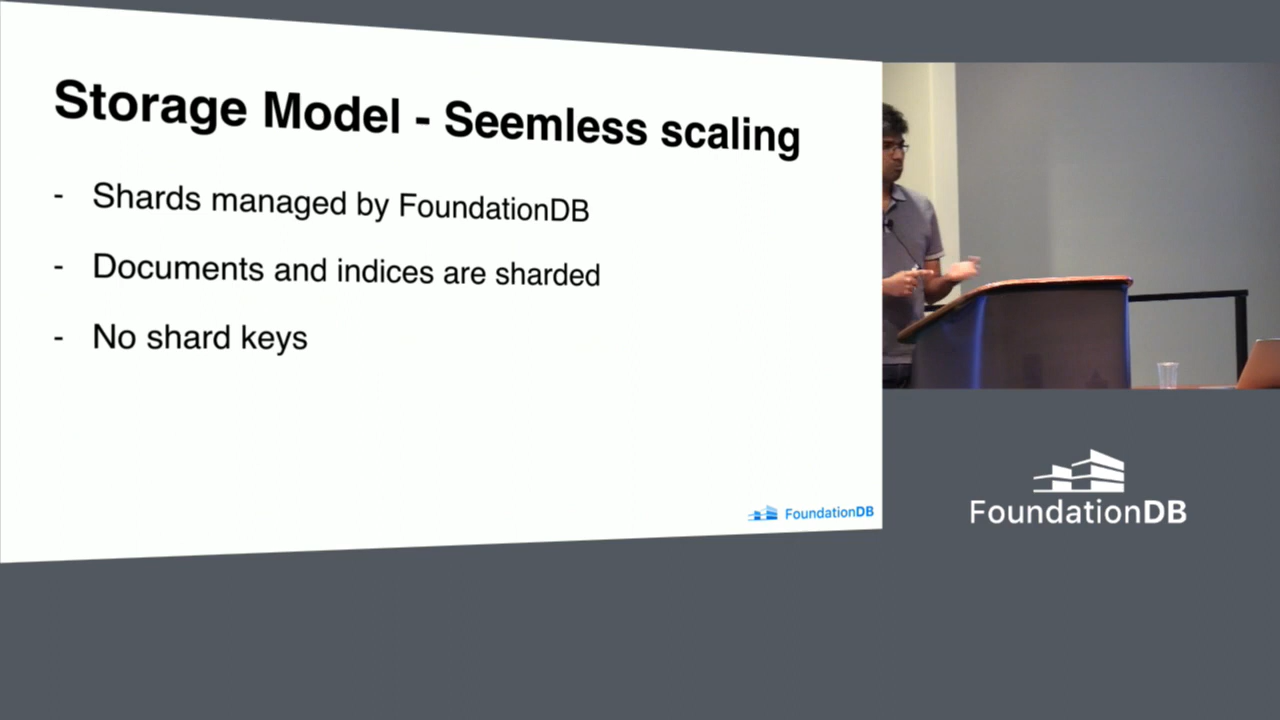 Storage Model - Seemless scaling
- Shards managed by FoundationDB
- Documents and indices are sharded
- No shard keys
FoundationDB
FoundationDB